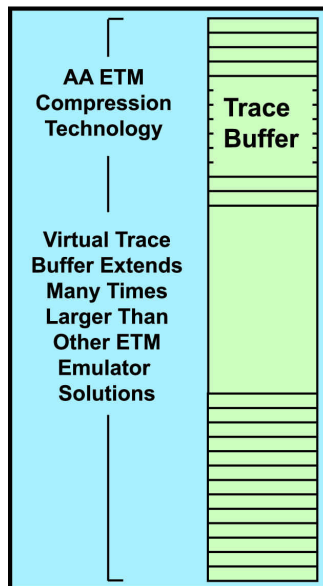 AA ETM
Compression
Technology
Trace
Buffer
Virtual Trace
Buffer Extends
Many Times
Larger Than
Other ETM
Emulator
Solutions